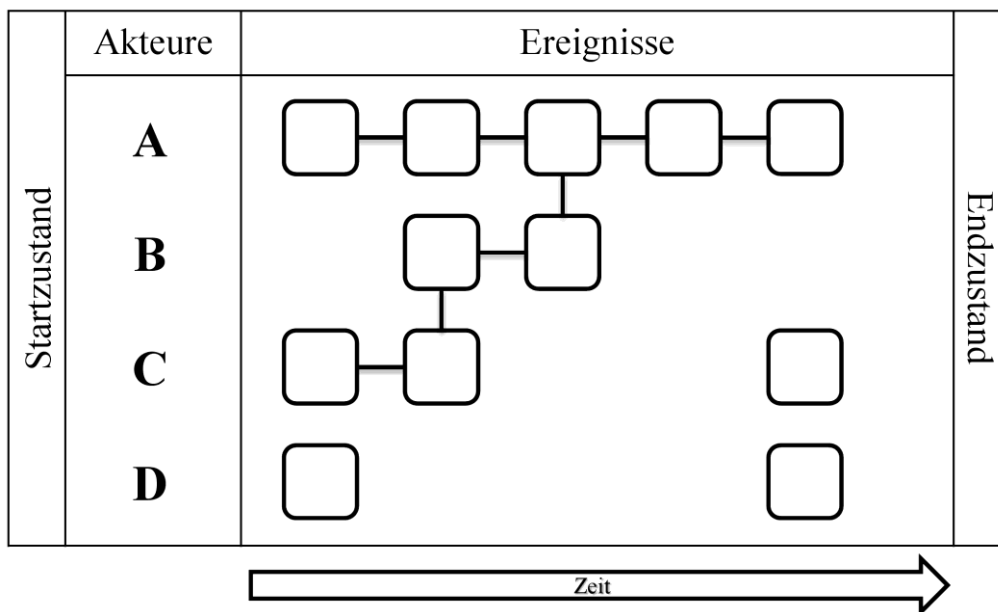 Akteure
Ereignisse
Startzustand
A
B
C
D
Endzustand
Zeit